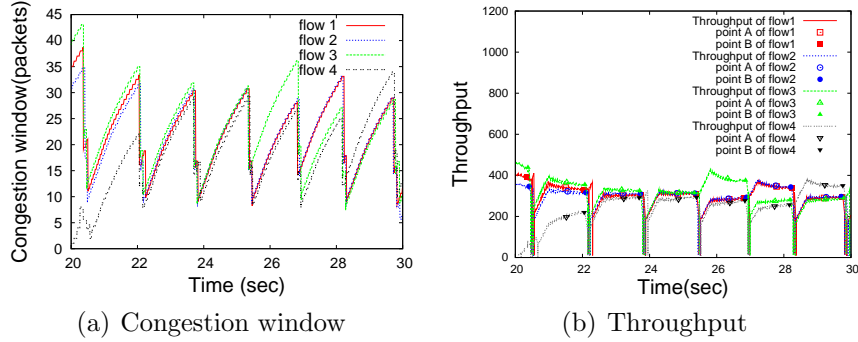 Congestion window(packets)
45
40
35
30
25
20
15
10
5
0
20
22
24
26
28
30
Time (sec)
flow 1
flow 2
flow 3
flow 4
(a) Congestion window
Throughput
1200
1000
800
600
400
200
0
20
22
24
26
28
30
Time(sec)
Throughput of flow1
point A of flow1
point B of flow1
Throughput of flow2
point A of flow2
point B of flow2
Throughput of flow3
point A of flow3
point B of flow3
Throughput of flow4
point A of flow4
point B of flow4
(b) Throughput